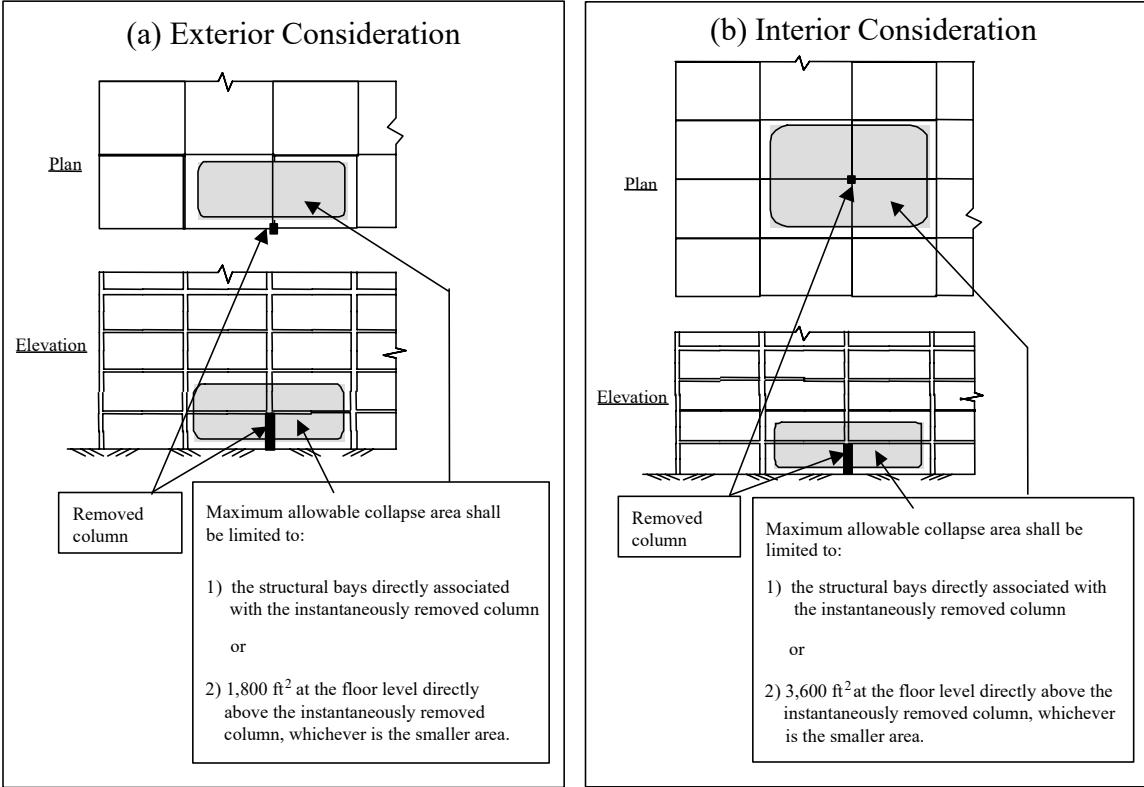 (a) Exterior Consideration
Plan
Elevation
Removed
column
Maximum allowable collapse area shall
be limited to:
1) the structural bays directly associated
with the instantaneously removed column
or
2) 1,800 ft² at the floor level directly
above the instantaneously removed
column, whichever is the smaller area.
(b) Interior Consideration
Plan
Elevation
Removed
column
Maximum allowable collapse area shall be
limited to:
1) the structural bays directly associated with
the instantaneously removed column
or
2) 3,600 ft² at the floor level directly above the
instantaneously removed column, whichever
is the smaller area.